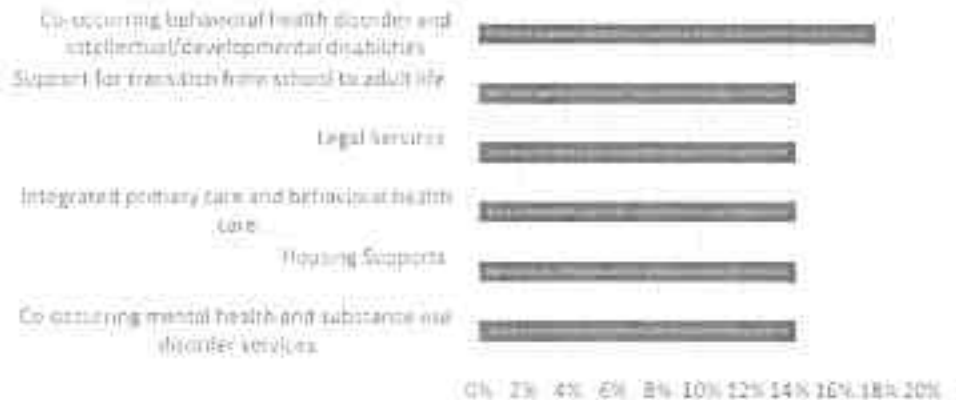 Co-occurring behavioral health disorder and
intellectual/developmental disabilities
Support for transition from school to adult life
Legal Services
Integrated primary care and behavioral health
care
Housing Supports
Co-occurring mental health and substance use
disorder services
0% 2% 4% 6% 8% 10% 12% 14% 16% 18% 20%